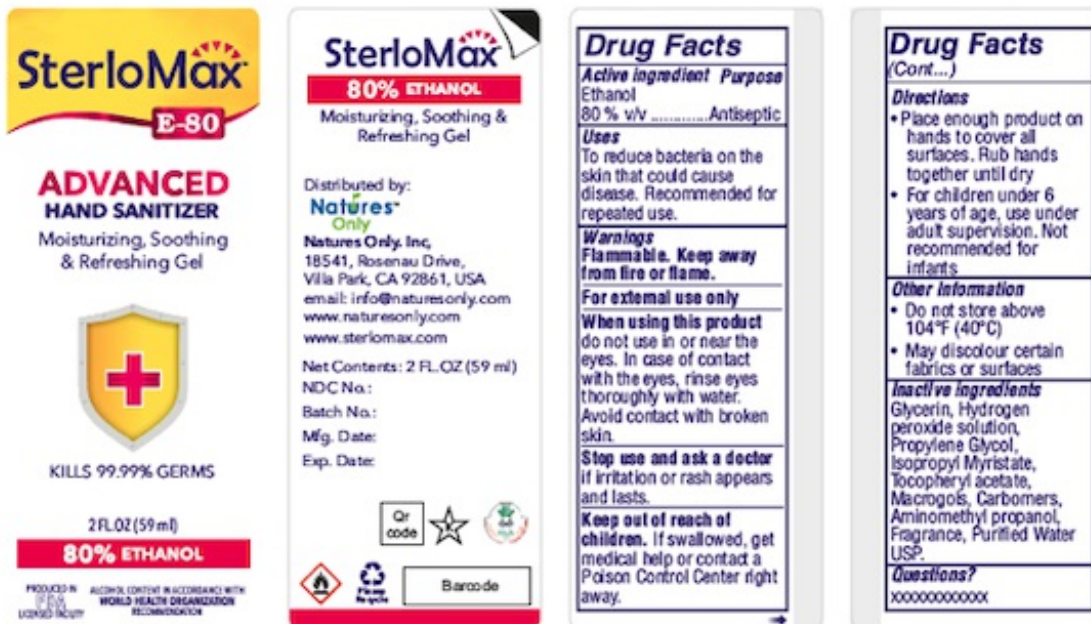 SterloMax
E-80
ADVANCED
HAND SANITIZER
Moisturizing, Soothing
& Refreshing Gel
KILLS 99.99% GERMS
2 FL.OZ (59 ml)
80% ETHANOL
PRODUCED IN
FDA
LICENSED FACILITY
ALCOHOL CONTENT IN ACCORDANCE WITH
WORLD HEALTH ORGANIZATION
RECOMMENDATION
SterloMax
80% ETHANOL
Moisturizing, Soothing &
Refreshing Gel
Distributed by:
Natures
Only
Natures Only. Inc,
18541, Rosenau Drive,
Villa Park, CA 92861, USA
email: info@naturesonly.com
www.naturesonly.com
www.sterlomax.com
Net Contents: 2 FL.OZ (59 ml)
NDC No.:
Batch No.:
Mfg. Date:
Exp. Date:
Qr
code
K
Please
Recycle
Barcode
Drug Facts
Active ingredient Purpose
Ethanol
80 % v/v .............Antiseptic
Uses
To reduce bacteria on the
skin that could cause
disease. Recommended for
repeated use.
Warnings
Flammable. Keep away
from fire or flame.
For external use only
When using this product
do not use in or near the
eyes. In case of contact
with the eyes, rinse eyes
thoroughly with water.
Avoid contact with broken
skin.
Stop use and ask a doctor
if irritation or rash appears
and lasts.
Keep out of reach of
children. If swallowed, get
medical help or contact a
Poison Control Center right
away.
Drug Facts
(Cont...)
Directions
• Place enough product on
hands to cover all
surfaces. Rub hands
together until dry
• For children under 6
years of age, use under
adult supervision. Not
recommended for
infants
Other Information
• Do not store above
104°F (40°C)
• May discolour certain
fabrics or surfaces
Inactive ingredients
Glycerin, Hydrogen
peroxide solution,
Propylene Glycol,
Isopropyl Myristate,
Tocopheryl acetate,
Macrogols, Carbomers,
Aminomethyl propanol,
Fragrance, Purified Water
USP.
Questions?
xxxxxxxxxxxx